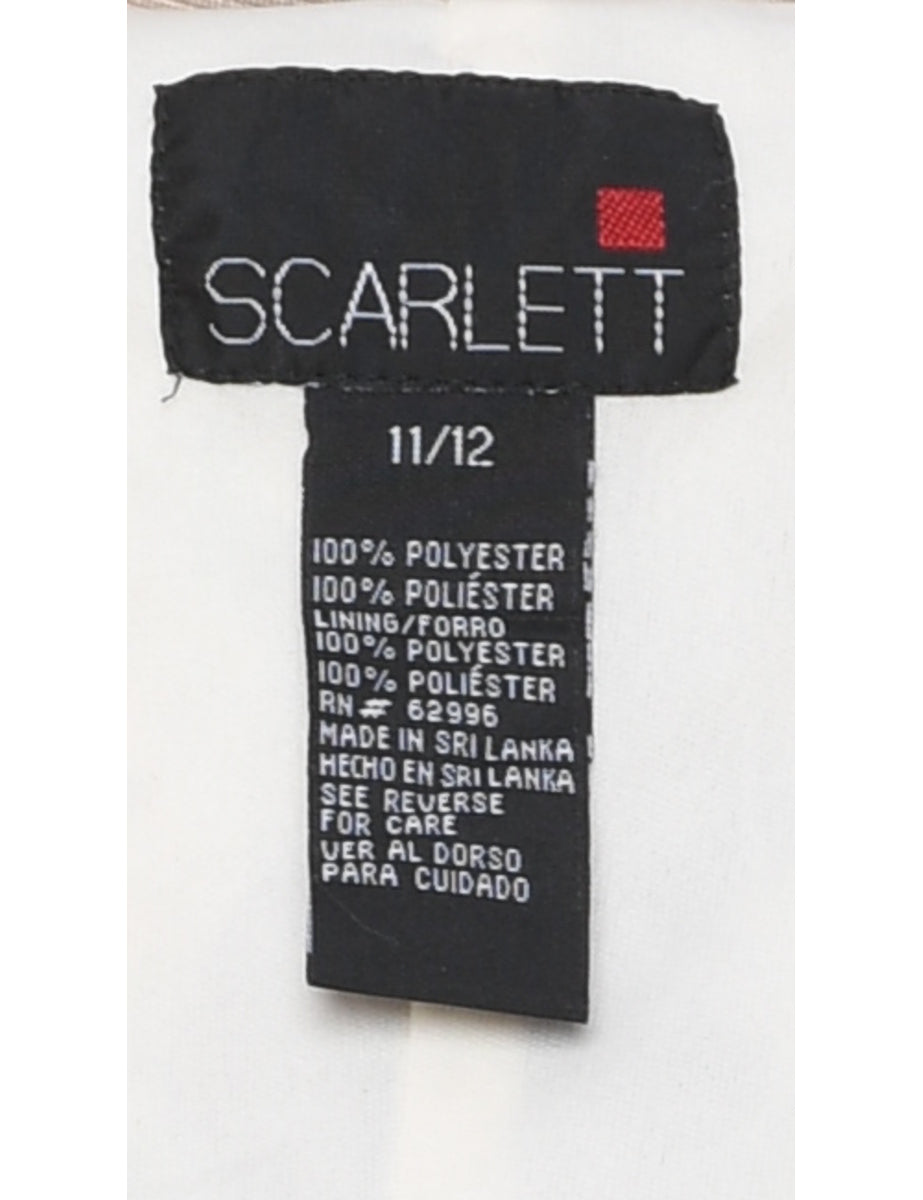 SCARLETT
11/12
100% POLYESTER
100% POLIÉSTER
LINING/FORRO
100% POLYESTER
100% POLIÉSTER
RN # 62996
MADE IN SRI LANKA
HECHO EN SRI LANKA
SEE REVERSE
FOR CARE
VER AL DORSO
PARA CUIDADO